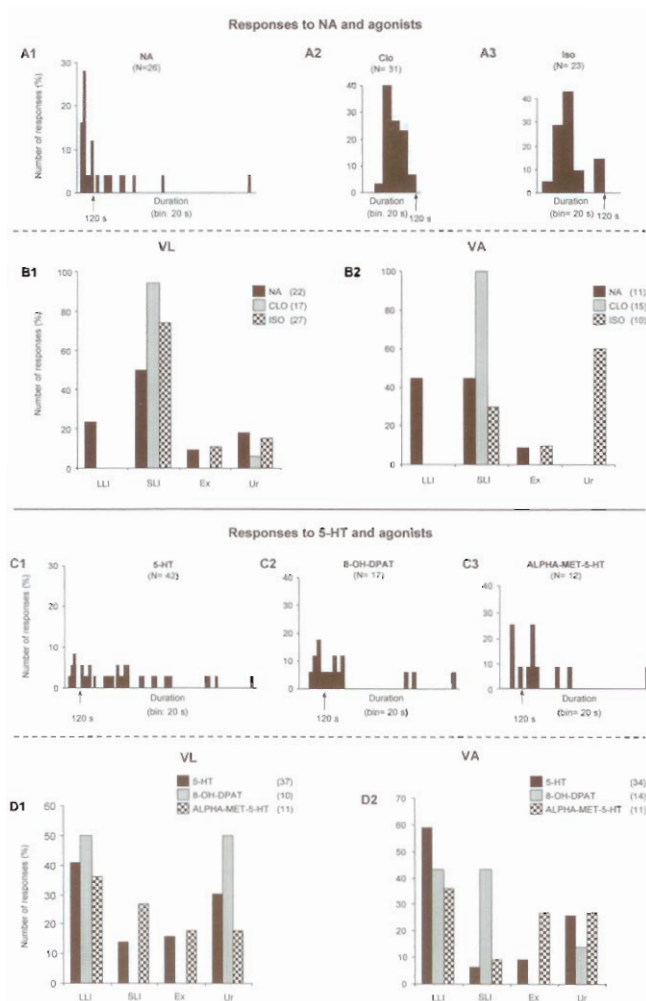 Responses to NA and agonists
A1
NA
(N=26)
A2
Clo
(N= 31)
A3
Iso
(N= 23)
Number of responses (%)
30
20
10
0
120 s
Duration
(bin: 20 s)
40
30
20
10
0
Duration
(bin. 20 s)
120 s
40
30
20
10
0
Duration
(bin= 20 s)
120 s
VL
VA
B1
NA (22)
CLO (17)
ISO (27)
Number of responses (%)
100
80
60
40
20
0
LLI SLI Ex Ur
B2
NA (11)
CLO (15)
ISO (10)
100
80
60
40
20
0
LLI SLI Ex Ur
Responses to 5-HT and agonists
C1
5-HT
(N= 42)
C2
8-OH-DPAT
(N= 17)
C3
ALPHA-MET-5-HT
(N= 12)
Number of responses (%)
30
20
10
0
120 s
Duration
(bin: 20 s)
40
30
20
10
0
120 s
Duration
(bin= 20 s)
40
30
20
10
0
120 s
Duration
(bin= 20 s)
VL
VA
D1
5-HT (37)
8-OH-DPAT (10)
ALPHA-MET-5-HT (11)
Number of responses (%)
60
50
40
30
20
10
0
LLI SLI Ex Ur
D2
5-HT (34)
8-OH-DPAT (14)
ALPHA-MET-5-HT (11)
70
60
50
40
30
20
10
0
LLI SLI Ex Ur